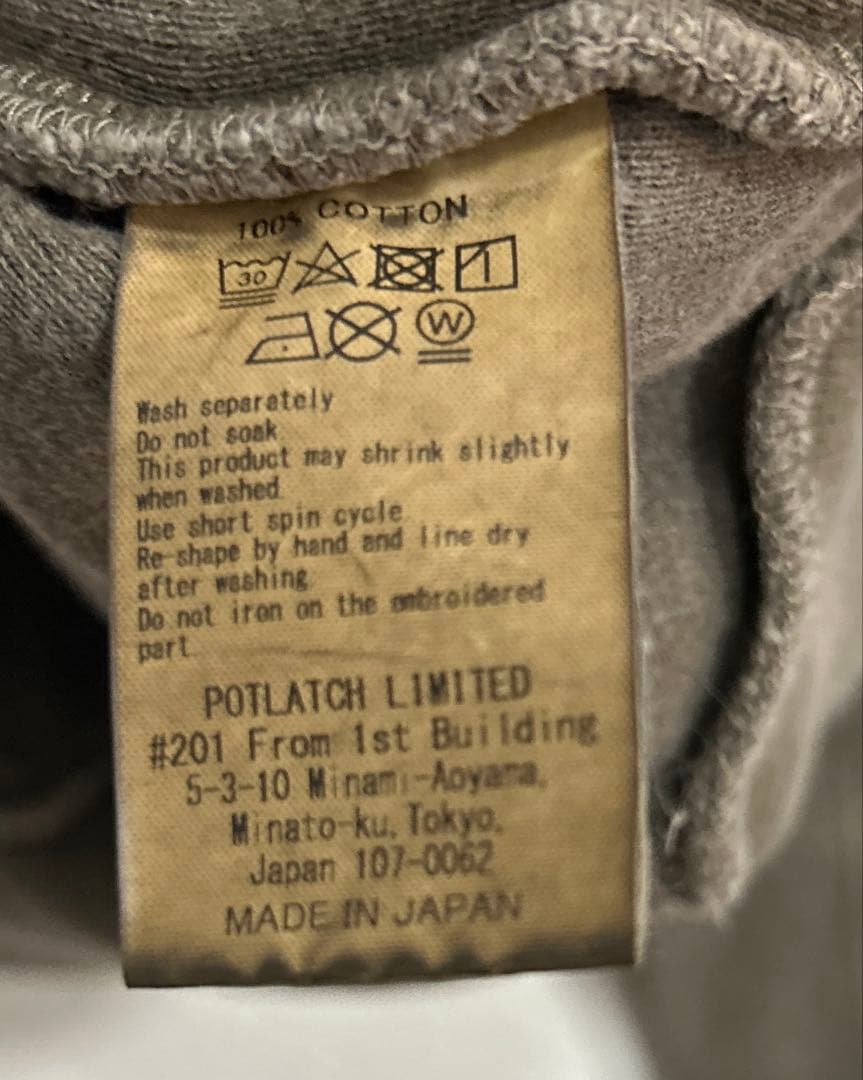 100% COTTON
30
W
Wash separately
Do not soak
This product may shrink slightly
when washed
Use short spin cycle
Re-shape by hand and line dry
after washing
Do not iron on the embroidered
part
POTLATCH LIMITED
#201 From 1st Building
5-3-10 Minami-Aoyama,
Minato-ku, Tokyo,
Japan 107-0062
MADE IN JAPAN